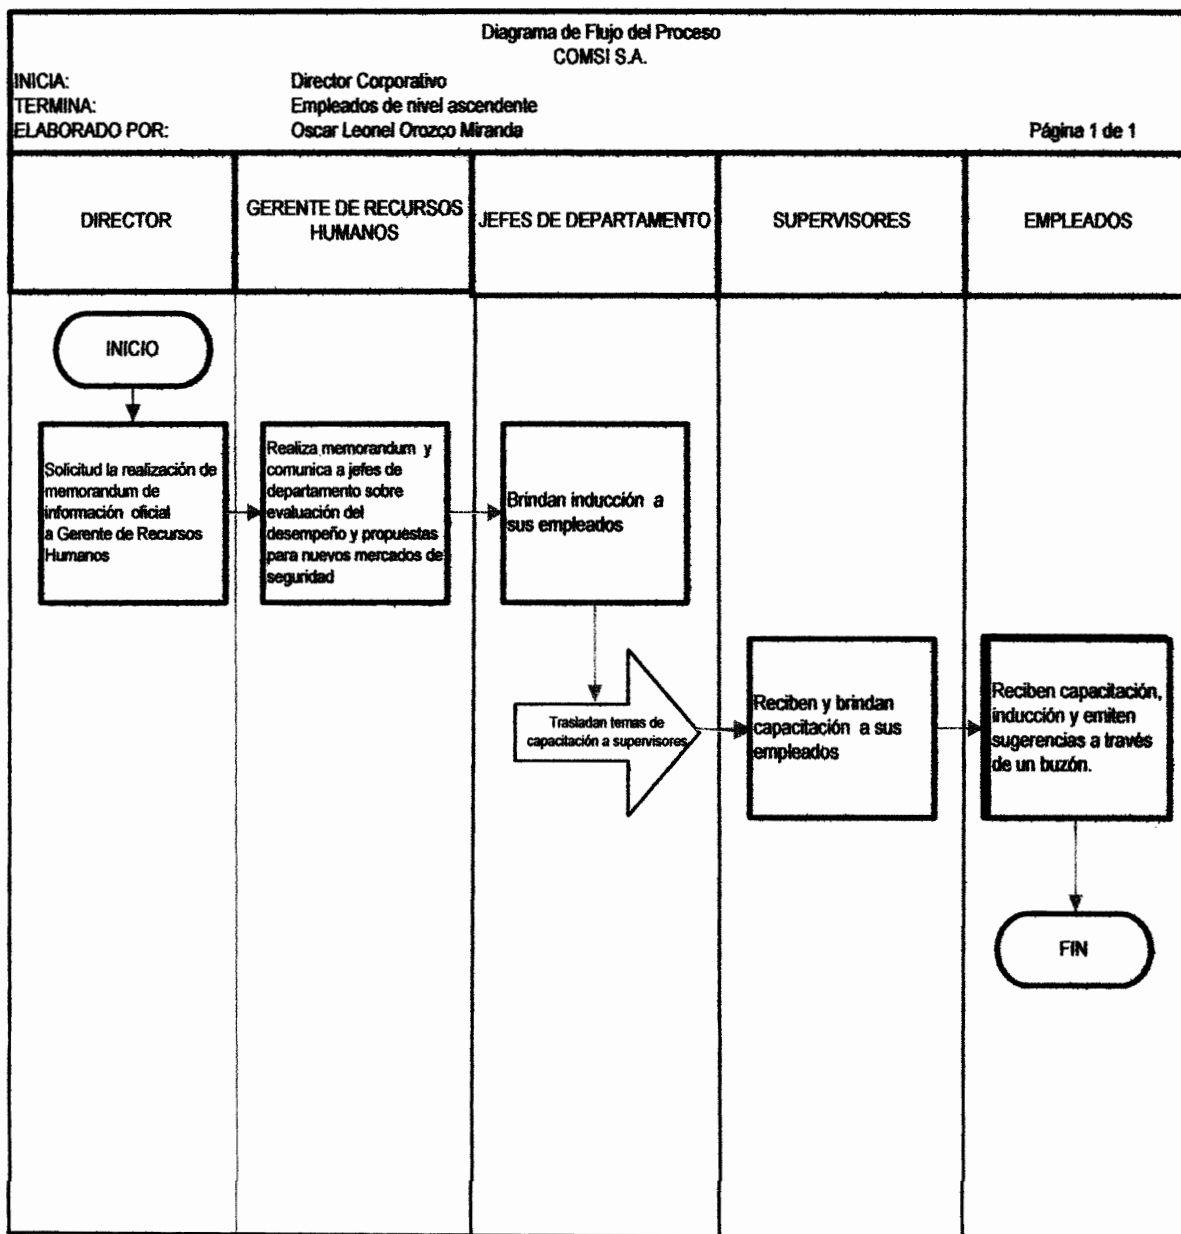 Diagrama de Flujo del Proceso
COMSI S.A.
INICIA: Director Corporativo
TERMINA: Empleados de nivel ascendente
ELABORADO POR: Oscar Leonel Orozco Miranda Página 1 de 1
DIRECTOR
GERENTE DE RECURSOS
HUMANOS
JEFES DE DEPARTAMENTO
SUPERVISORES
EMPLEADOS
INICIO
Solicitud la realización de
memorandum de
información oficial
a Gerente de Recursos
Humanos
Realiza memorandum y
comunica a jefes de
departamento sobre
evaluación del
desempeño y propuestas
para nuevos mercados de
seguridad
Brindan inducción a
sus empleados
Trasladan temas de
capacitación a supervisores
Reciben y brindan
capacitación a sus
empleados
Reciben capacitación,
inducción y emiten
sugerencias a través
de un buzón.
FIN